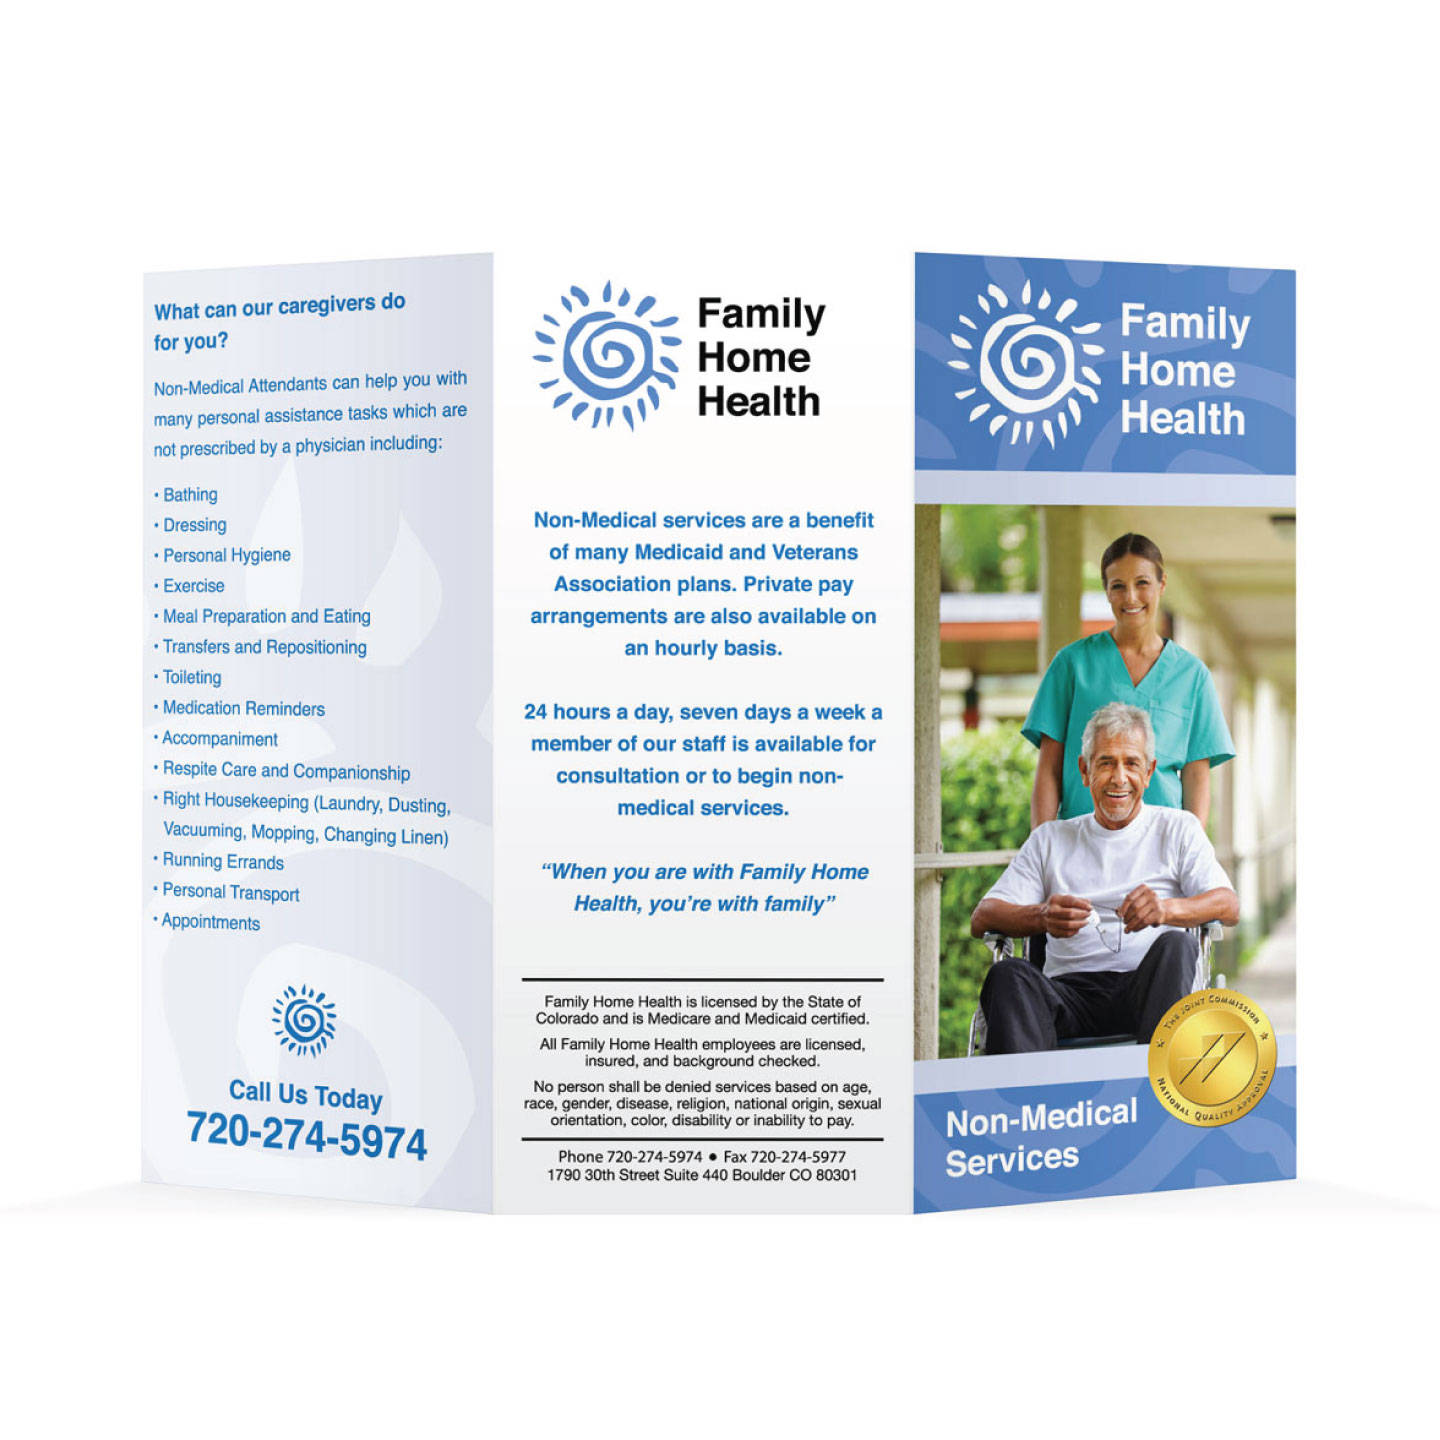 What can our caregivers do
for you?
Non-Medical Attendants can help you with
many personal assistance tasks which are
not prescribed by a physician including:
• Bathing
• Dressing
• Personal Hygiene
• Exercise
• Meal Preparation and Eating
• Transfers and Repositioning
• Toileting
• Medication Reminders
• Accompaniment
• Respite Care and Companionship
• Right Housekeeping (Laundry, Dusting,
Vacuuming, Mopping, Changing Linen)
• Running Errands
• Personal Transport
• Appointments
Call Us Today
720-274-5974
Family
Home
Health
Non-Medical services are a benefit
of many Medicaid and Veterans
Association plans. Private pay
arrangements are also available on
an hourly basis.
24 hours a day, seven days a week a
member of our staff is available for
consultation or to begin non-
medical services.
“When you are with Family Home
Health, you’re with family”
Family Home Health is licensed by the State of
Colorado and is Medicare and Medicaid certified.
All Family Home Health employees are licensed,
insured, and background checked.
No person shall be denied services based on age,
race, gender, disease, religion, national origin, sexual
orientation, color, disability or inability to pay.
Phone 720-274-5974 • Fax 720-274-5977
1790 30th Street Suite 440 Boulder CO 80301
Family
Home
Health
The Joint Commission
National Quality Approval
Non-Medical
Services